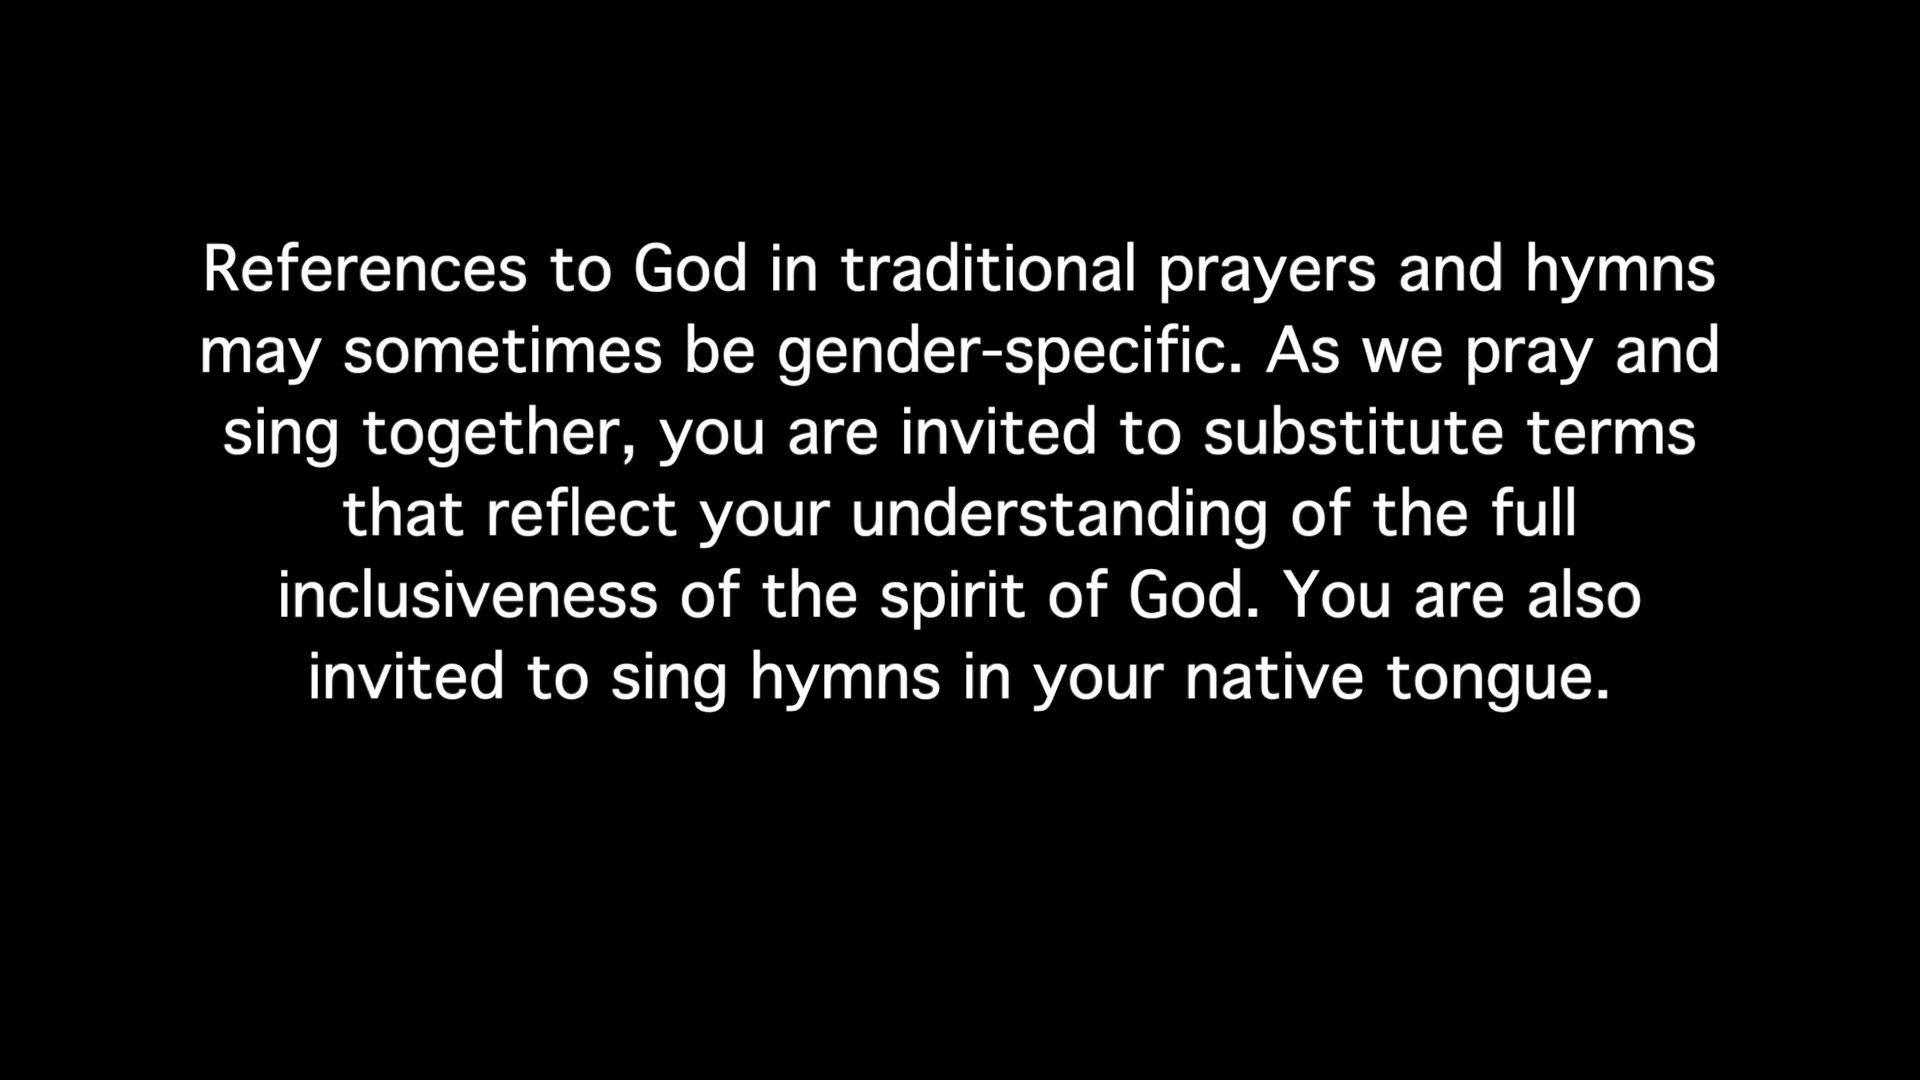 References to God in traditional prayers and hymns
may sometimes be gender-specific. As we pray and
sing together, you are invited to substitute terms
that reflect your understanding of the full
inclusiveness of the spirit of God. You are also
invited to sing hymns in your native tongue.